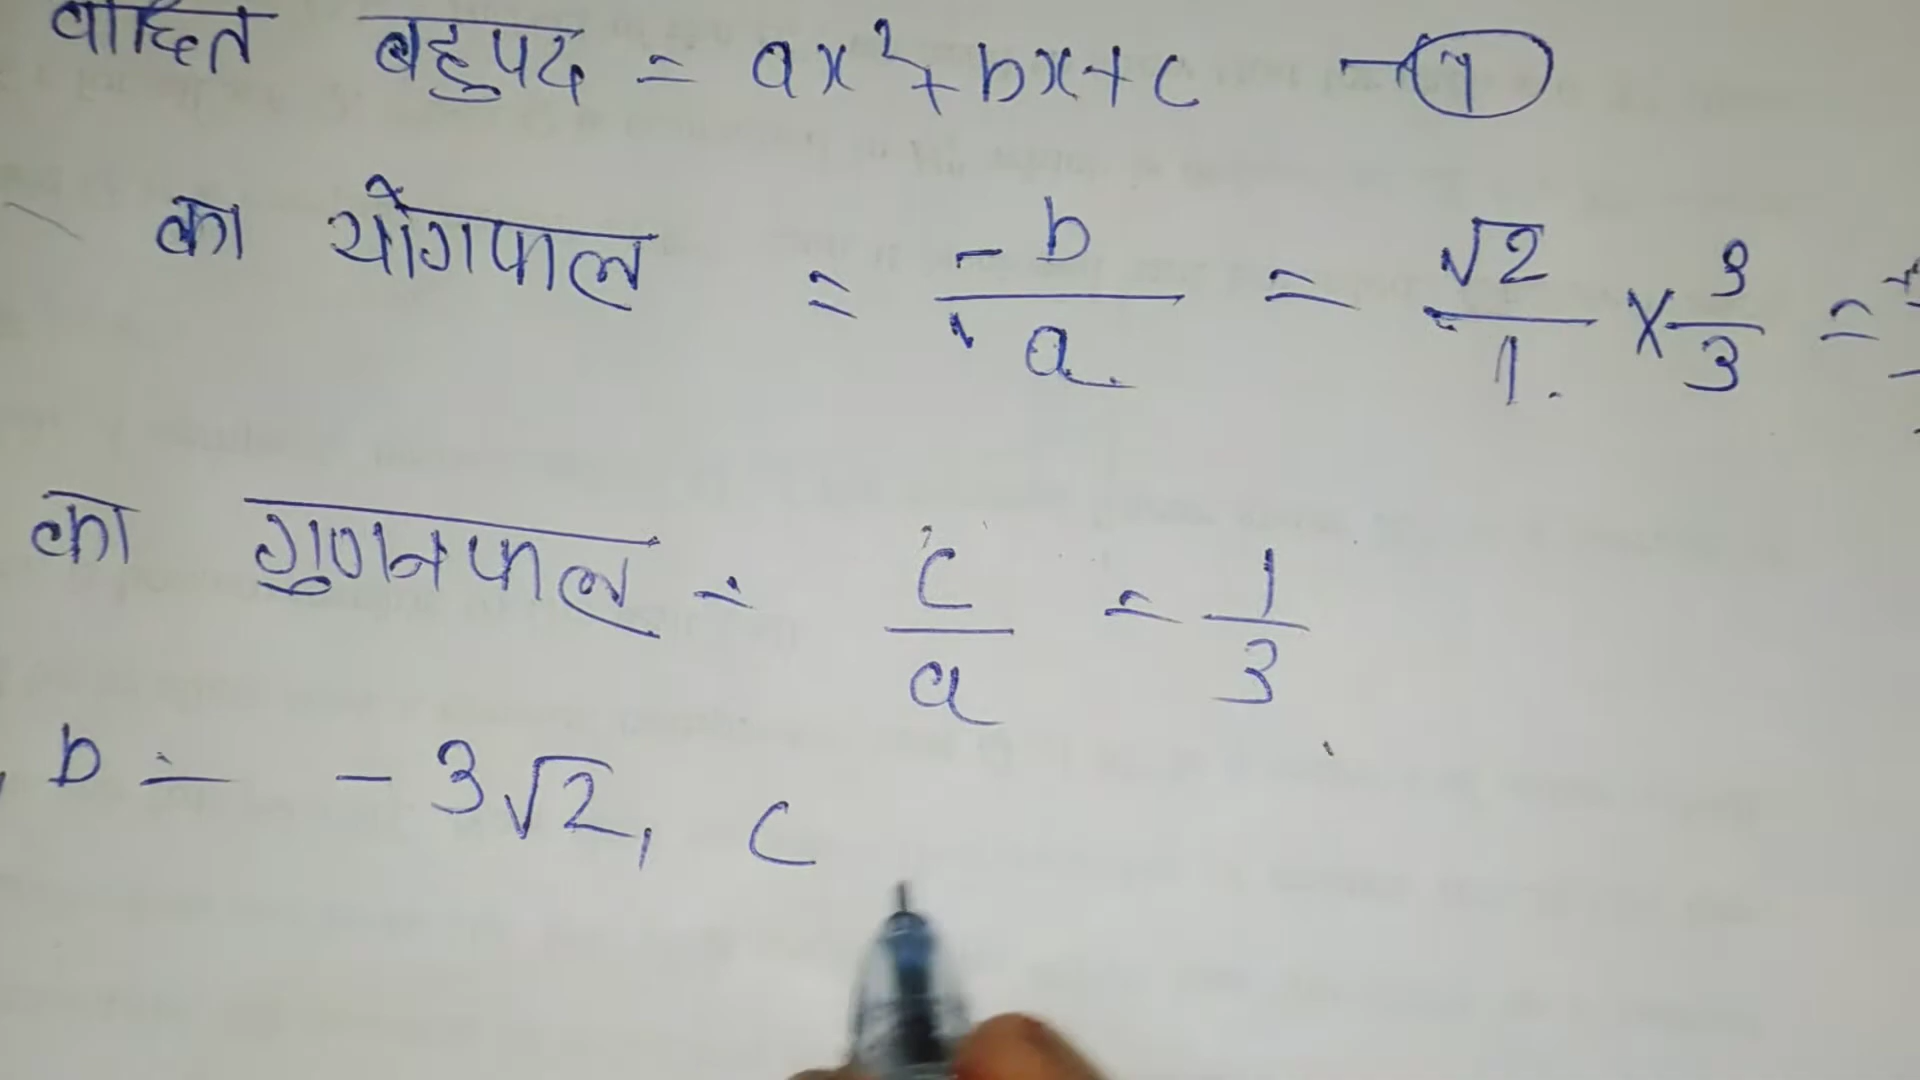 वांछित बहुपद = ax² + bx + c — ①
का योगफल = -b/a = √2/1 × 3/3 =
का गुणनफल = c/a = 1/3
, b = -3√2, c